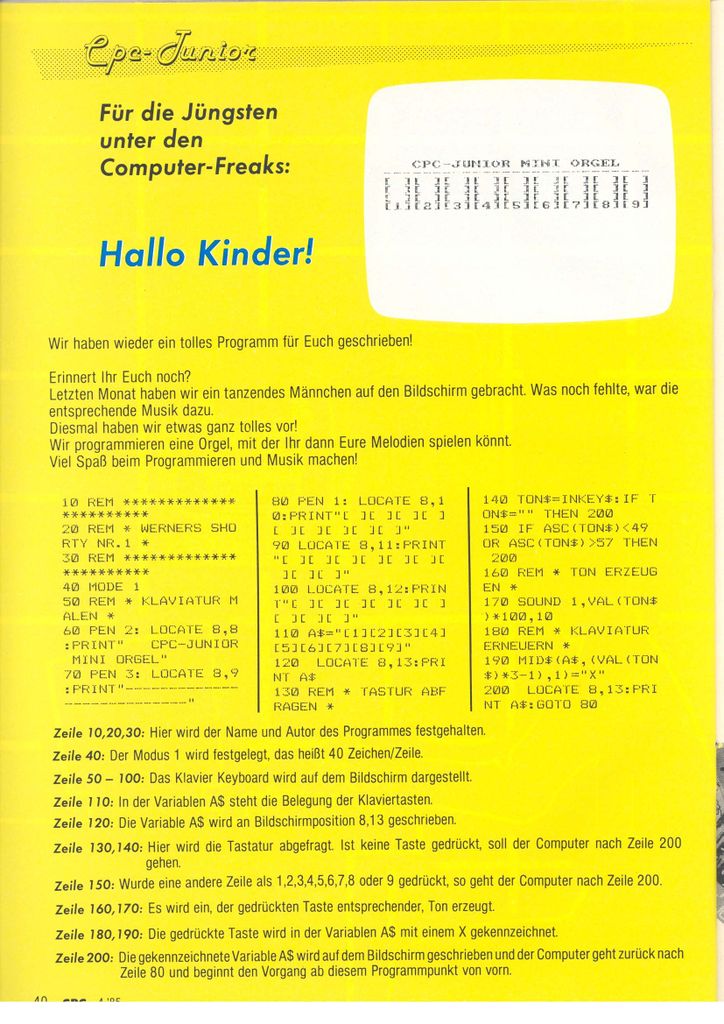 Cpc-Junior
Für die Jüngsten
unter den
Computer-Freaks:
CPC-JUNIOR MINI ORGEL
--------------------------
[ ][ ][ ][ ][ ][ ][ ][ ][ ]
[ ][ ][ ][ ][ ][ ][ ][ ][ ]
[ ][ ][ ][ ][ ][ ][ ][ ][ ]
[1][2][3][4][5][6][7][8][9]
Hallo Kinder!
Wir haben wieder ein tolles Programm für Euch geschrieben!
Erinnert Ihr Euch noch?
Letzten Monat haben wir ein tanzendes Männchen auf den Bildschirm gebracht. Was noch fehlte, war die
entsprechende Musik dazu.
Diesmal haben wir etwas ganz tolles vor!
Wir programmieren eine Orgel, mit der Ihr dann Eure Melodien spielen könnt.
Viel Spaß beim Programmieren und Musik machen!
10 REM *************
**********
20 REM * WERNERS SHO
RTY NR.1 *
30 REM *************
**********
40 MODE 1
50 REM * KLAVIATUR M
ALEN *
60 PEN 2: LOCATE 8,8
:PRINT"   CPC-JUNIOR
 MINI ORGEL"
70 PEN 3: LOCATE 8,9
:PRINT"-------------
--------------"
80 PEN 1: LOCATE 8,1
0:PRINT"[ ][ ][ ][ ]
[ ][ ][ ][ ][ ]"
90 LOCATE 8,11:PRINT
"[ ][ ][ ][ ][ ][ ]
][ ][ ]"
100 LOCATE 8,12:PRIN
T"[ ][ ][ ][ ][ ][ ]
[ ][ ][ ]"
110 A$="[1][2][3][4]
[5][6][7][8][9]"
120  LOCATE 8,13:PRI
NT A$
130 REM * TASTUR ABF
RAGEN *
140 TON$=INKEY$:IF T
ON$="" THEN 200
150 IF ASC(TON$)<49
OR ASC(TON$)>57 THEN
 200
160 REM * TON ERZEUG
EN *
170 SOUND 1,VAL(TON$
)*100,10
180 REM * KLAVIATUR
ERNEUERN *
190 MID$(A$,(VAL(TON
$)*3-1),1)="X"
200  LOCATE 8,13:PRI
NT A$:GOTO 80
Zeile 10,20,30: Hier wird der Name und Autor des Programmes festgehalten.
Zeile 40: Der Modus 1 wird festgelegt, das heißt 40 Zeichen/Zeile.
Zeile 50 – 100: Das Klavier Keyboard wird auf dem Bildschirm dargestellt.
Zeile 110: In der Variablen A$ steht die Belegung der Klaviertasten.
Zeile 120: Die Variable A$ wird an Bildschirmposition 8,13 geschrieben.
Zeile 130,140: Hier wird die Tastatur abgefragt. Ist keine Taste gedrückt, soll der Computer nach Zeile 200
gehen.
Zeile 150: Wurde eine andere Zeile als 1,2,3,4,5,6,7,8 oder 9 gedrückt, so geht der Computer nach Zeile 200.
Zeile 160,170: Es wird ein, der gedrückten Taste entsprechender, Ton erzeugt.
Zeile 180,190: Die gedrückte Taste wird in der Variablen A$ mit einem X gekennzeichnet.
Zeile 200: Die gekennzeichnete Variable A$ wird auf dem Bildschirm geschrieben und der Computer geht zurück nach
Zeile 80 und beginnt den Vorgang ab diesem Programmpunkt von vorn.
40 CPC 4'85